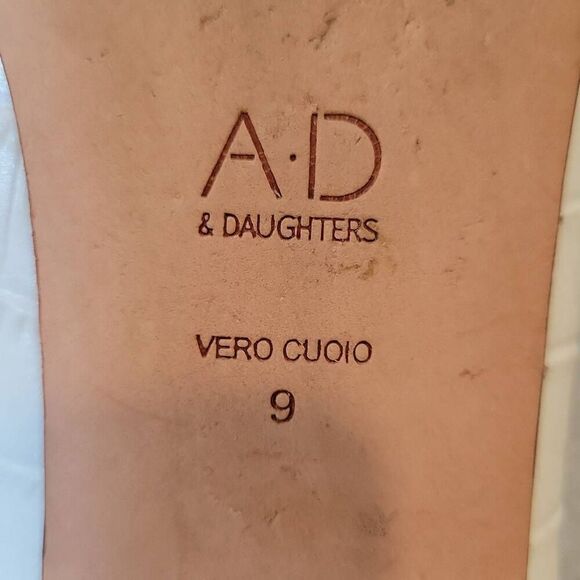 A·D
& DAUGHTERS
VERO CUOIO
9